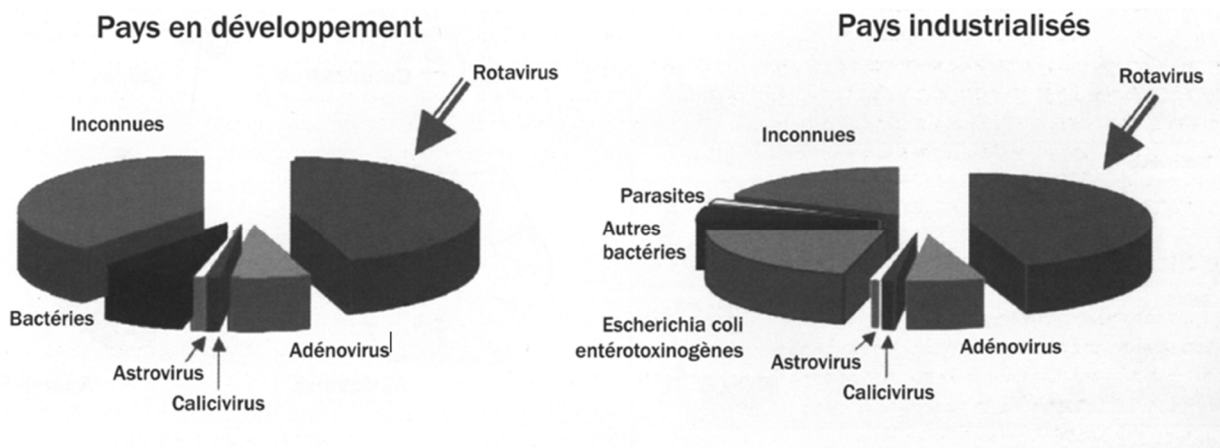 Pays en développement
Rotavirus
Inconnues
Bactéries
Adénovirus
Astrovirus
Calicivirus
Pays industrialisés
Rotavirus
Inconnues
Parasites
Autres
bactéries
Escherichia coli
entérotoxinogènes
Adénovirus
Astrovirus
Calicivirus